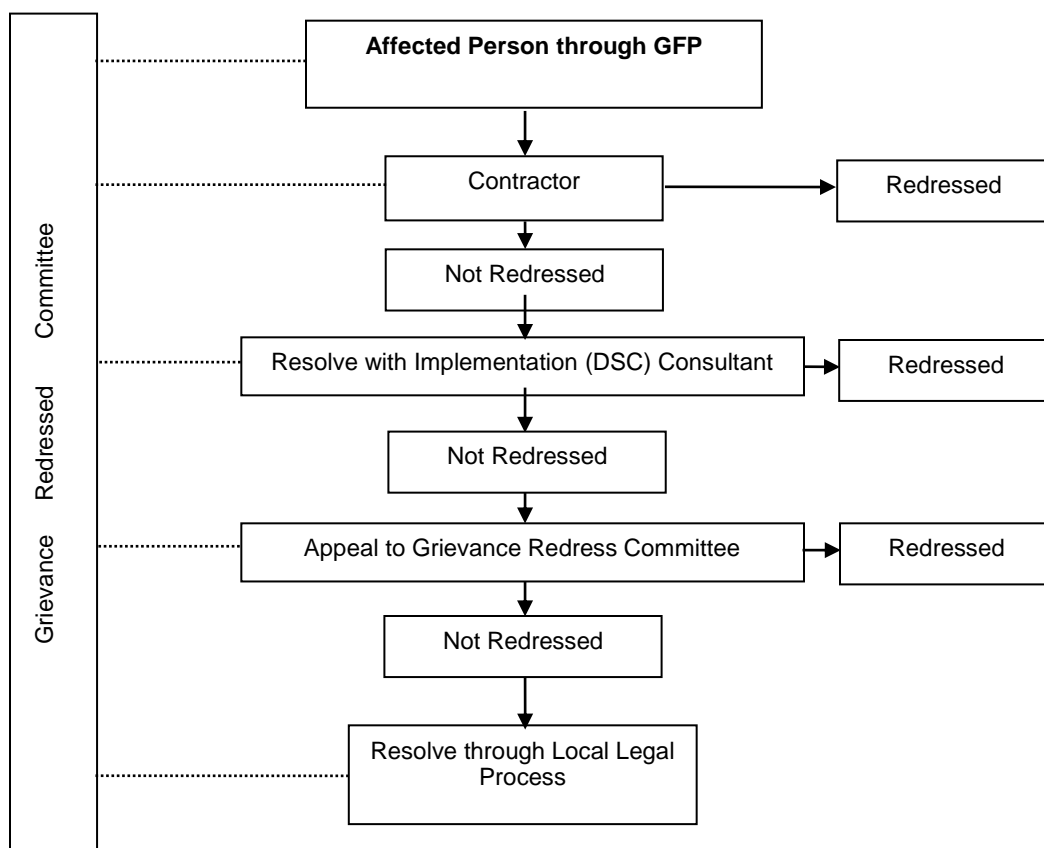 Affected Person through GFP
Contractor
Redressed
Not Redressed
Resolve with Implementation (DSC) Consultant
Redressed
Not Redressed
Appeal to Grievance Redress Committee
Redressed
Not Redressed
Resolve through Local Legal
Process
Grievance Redressed Committee